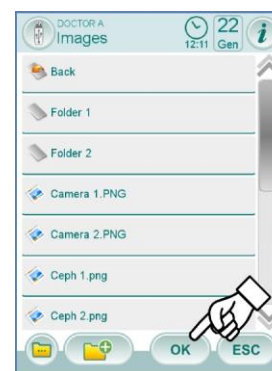 DOCTOR A
Images
12:11
22
Gen
i
Back
Folder 1
Folder 2
Camera 1.PNG
Camera 2.PNG
Ceph 1.png
Ceph 2.png
OK
ESC